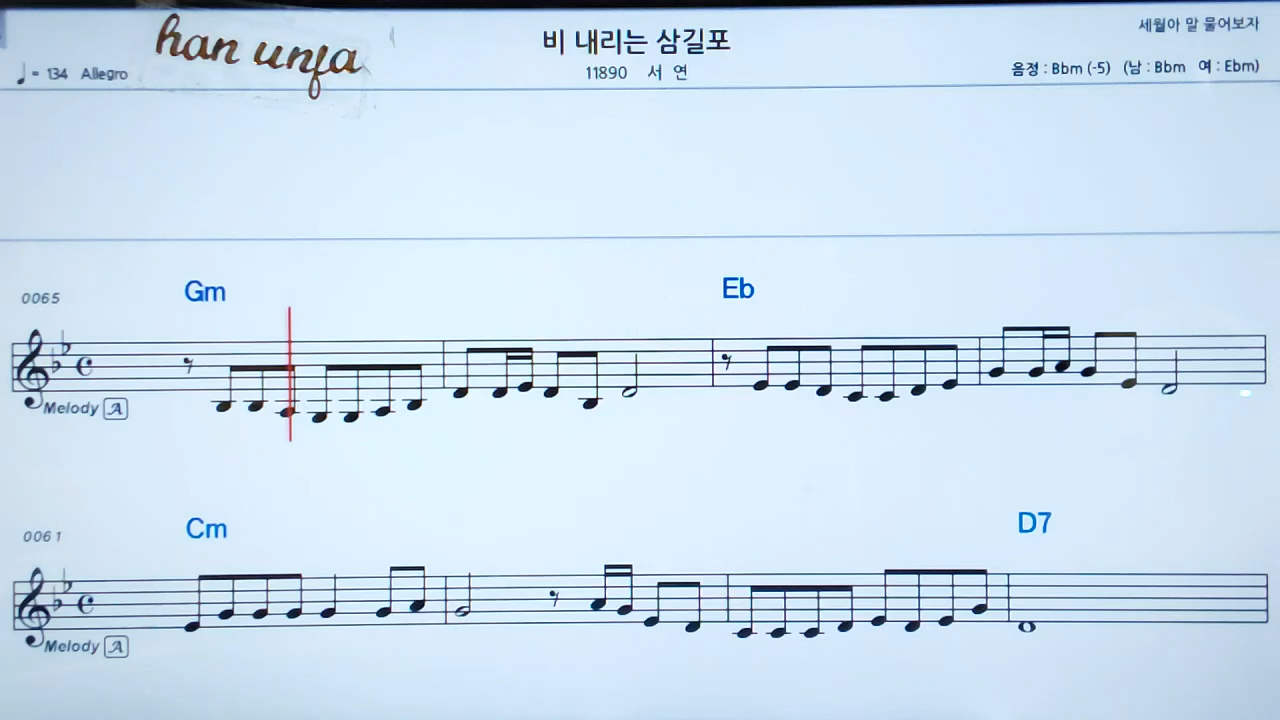 han unfa
비 내리는 삼길포
세월아 말 물어보자
♩= 134 Allegro
11890 서 연
음정 : Bbm (-5) (남 : Bbm 여 : Ebm)
0065
Gm
Eb
Melody A
0061
Cm
D7
Melody A